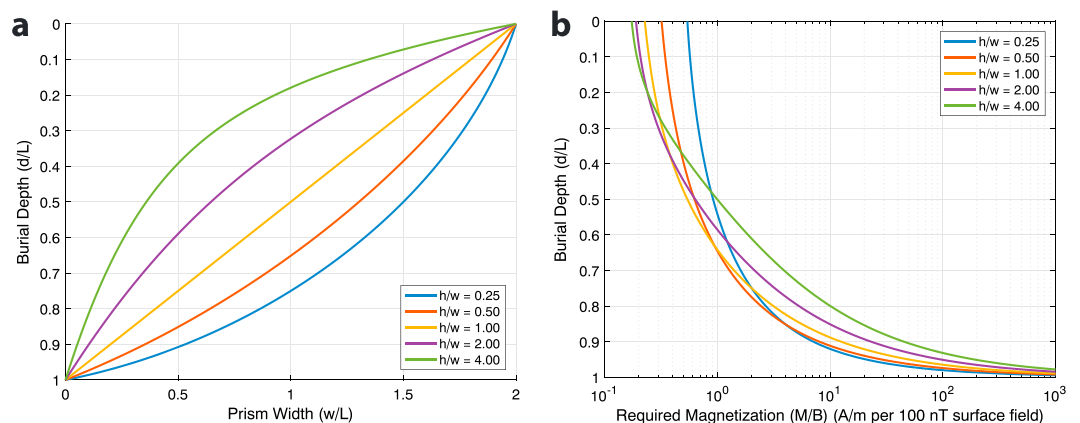 a
0
0.1
0.2
0.3
0.4
0.5
0.6
0.7
0.8
0.9
1
Burial Depth (d/L)
0
0.5
1
1.5
2
Prism Width (w/L)
h/w = 0.25
h/w = 0.50
h/w = 1.00
h/w = 2.00
h/w = 4.00
b
0
0.1
0.2
0.3
0.4
0.5
0.6
0.7
0.8
0.9
1
Burial Depth (d/L)
10⁻¹
10⁰
10¹
10²
10³
Required Magnetization (M/B) (A/m per 100 nT surface field)
h/w = 0.25
h/w = 0.50
h/w = 1.00
h/w = 2.00
h/w = 4.00